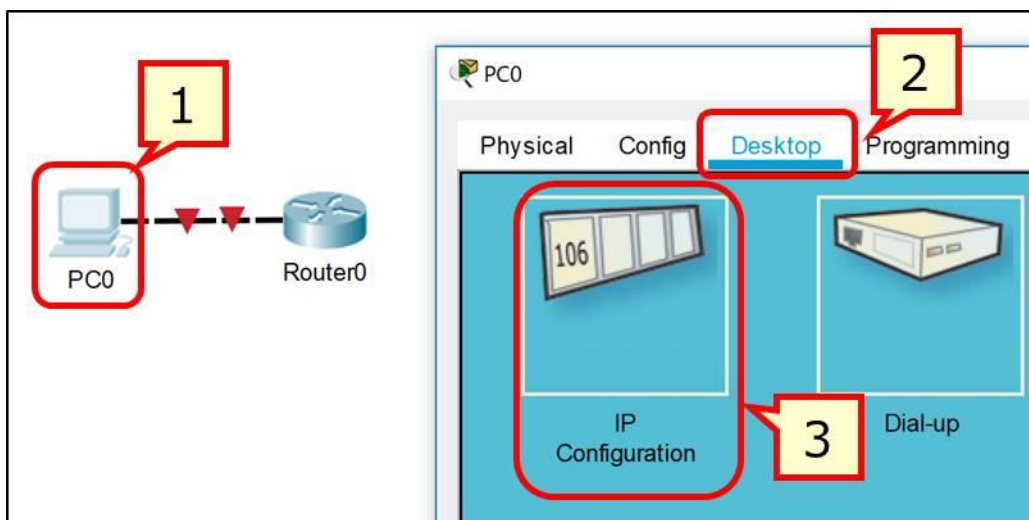 1
PC0
Router0
PC0
2
Physical Config Desktop Programming
106
IP
Configuration
3
Dial-up